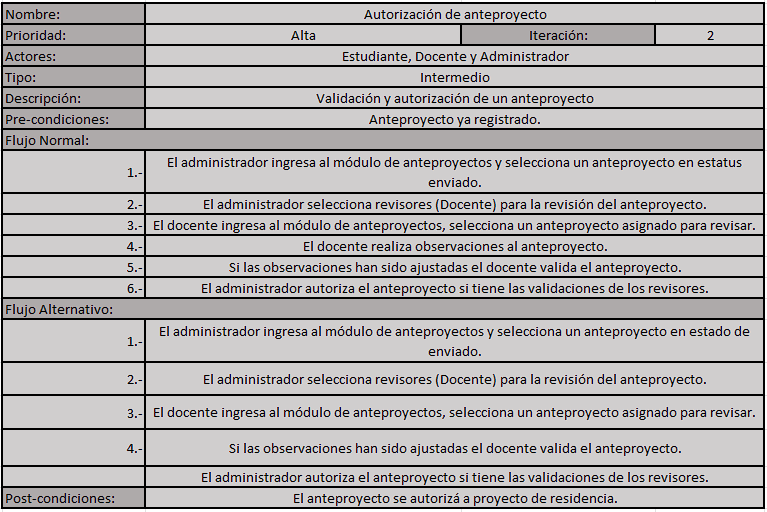 Nombre: Autorización de anteproyecto
Prioridad: Alta Iteración: 2
Actores: Estudiante, Docente y Administrador
Tipo: Intermedio
Descripción: Validación y autorización de un anteproyecto
Pre-condiciones: Anteproyecto ya registrado.
Flujo Normal:
1.- El administrador ingresa al módulo de anteproyectos y selecciona un anteproyecto en estatus
enviado.
2.- El administrador selecciona revisores (Docente) para la revisión del anteproyecto.
3.- El docente ingresa al módulo de anteproyectos, selecciona un anteproyecto asignado para revisar.
4.- El docente realiza observaciones al anteproyecto.
5.- Si las observaciones han sido ajustadas el docente valida el anteproyecto.
6.- El administrador autoriza el anteproyecto si tiene las validaciones de los revisores.
Flujo Alternativo:
1.- El administrador ingresa al módulo de anteproyectos y selecciona un anteproyecto en estado de
enviado.
2.- El administrador selecciona revisores (Docente) para la revisión del anteproyecto.
3.- El docente ingresa al módulo de anteproyectos, selecciona un anteproyecto asignado para revisar.
4.- Si las observaciones han sido ajustadas el docente valida el anteproyecto.
El administrador autoriza el anteproyecto si tiene las validaciones de los revisores.
Post-condiciones: El anteproyecto se autorizá a proyecto de residencia.